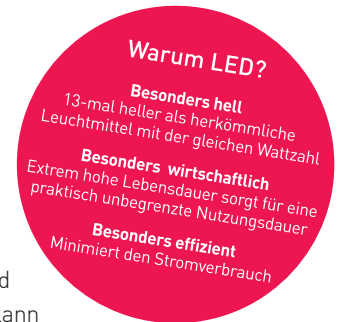 Warum LED?
Besonders hell
13-mal heller als herkömmliche
Leuchtmittel mit der gleichen Wattzahl
Besonders wirtschaftlich
Extrem hohe Lebensdauer sorgt für eine
praktisch unbegrenzte Nutzungsdauer
Besonders effizient
Minimiert den Stromverbrauch
d
kann